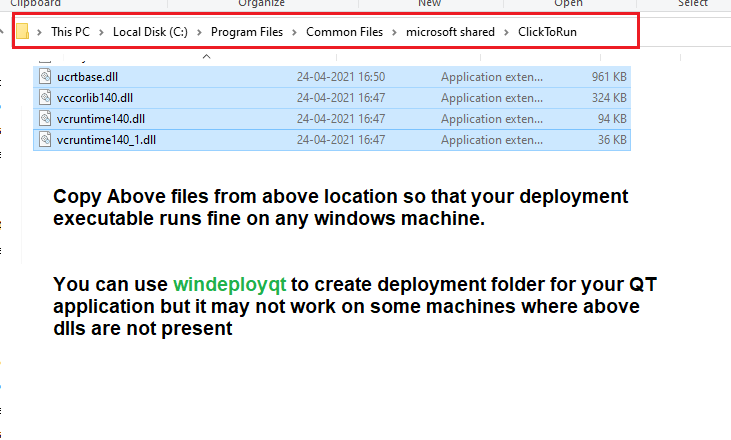 Clipboard Organize New Open Select
This PC > Local Disk (C:) > Program Files > Common Files > microsoft shared > ClickToRun
ucrtbase.dll 24-04-2021 16:50 Application exten... 961 KB
vccorlib140.dll 24-04-2021 16:47 Application exten... 324 KB
vcruntime140.dll 24-04-2021 16:47 Application exten... 94 KB
vcruntime140_1.dll 24-04-2021 16:47 Application exten... 36 KB
Copy Above files from above location so that your deployment
executable runs fine on any windows machine.
You can use windeployqt to create deployment folder for your QT
application but it may not work on some machines where above
dlls are not present